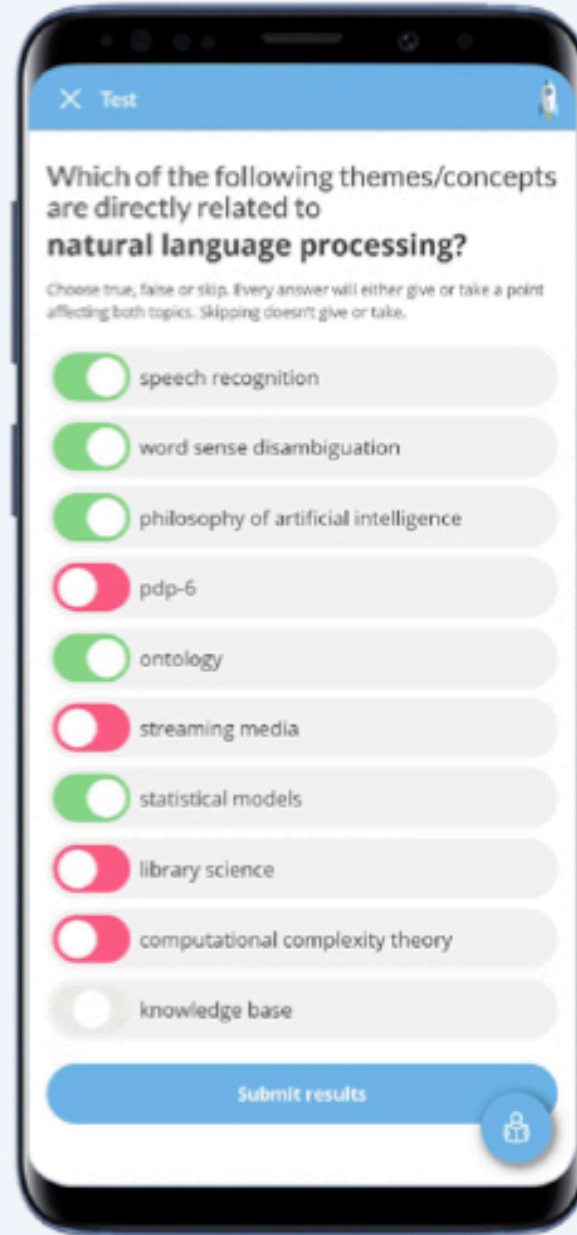 Test
Which of the following themes/concepts
are directly related to
natural language processing?
Choose true, false or skip. Every answer will either give or take a point
affecting both topics. Skipping doesn't give or take.
speech recognition
word sense disambiguation
philosophy of artificial intelligence
pdp-6
ontology
streaming media
statistical models
library science
computational complexity theory
knowledge base
Submit results